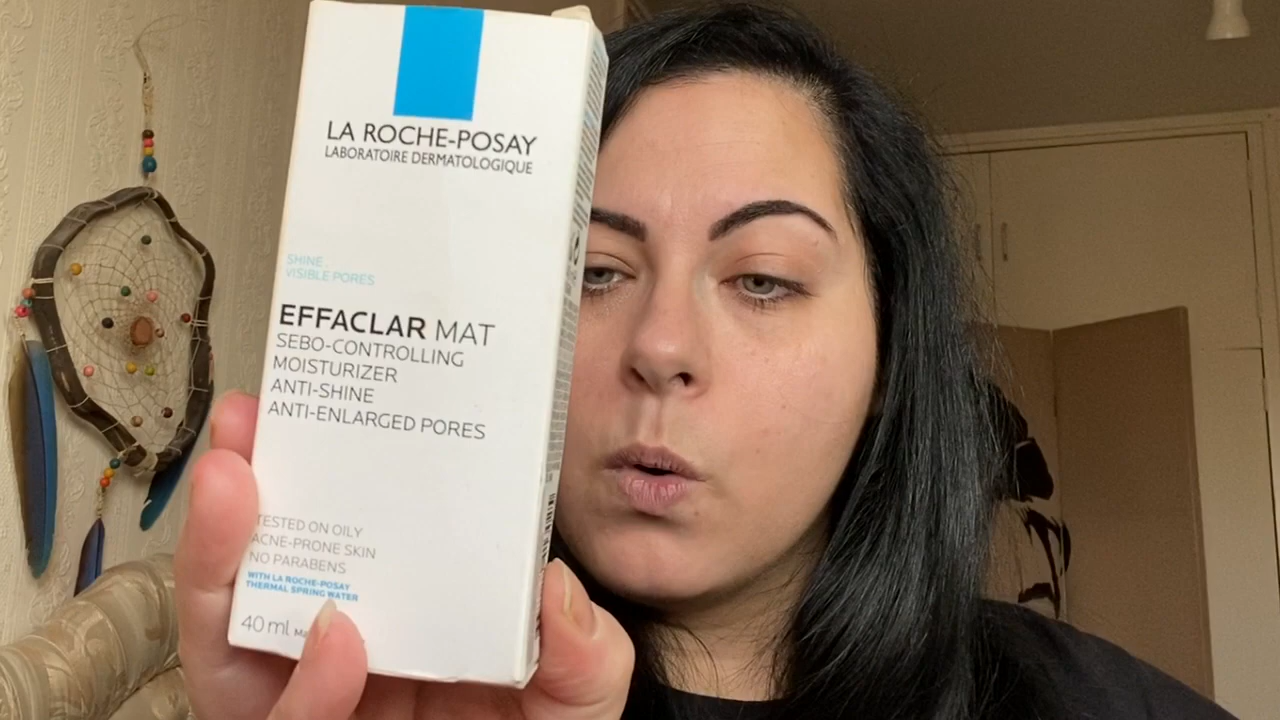 LA ROCHE-POSAY
LABORATOIRE DERMATOLOGIQUE
SHINE
VISIBLE PORES
EFFACLAR MAT
SEBO-CONTROLLING
MOISTURIZER
ANTI-SHINE
ANTI-ENLARGED PORES
TESTED ON OILY
ACNE-PRONE SKIN
NO PARABENS
WITH LA ROCHE-POSAY
THERMAL SPRING WATER
40 ml